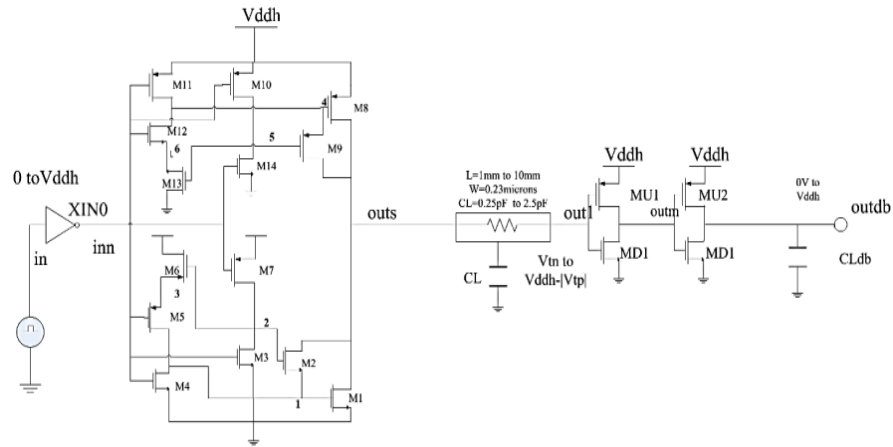 Vddh
M11
M10
4
M8
M12
5
M9
6
M14
M13
0 toVddh
XIN0
in
inn
outs
L=1mm to 10mm
W=0.23microns
CL=0.25pF to 2.5pF
CL
out1
Vtn to
Vddh-|Vtp|
Vddh
MU1
MD1
outm
Vddh
MU2
MD1
0V to
Vddh
outdb
CLdb
M6
M7
3
M5
2
M3
M2
M4
1
M1